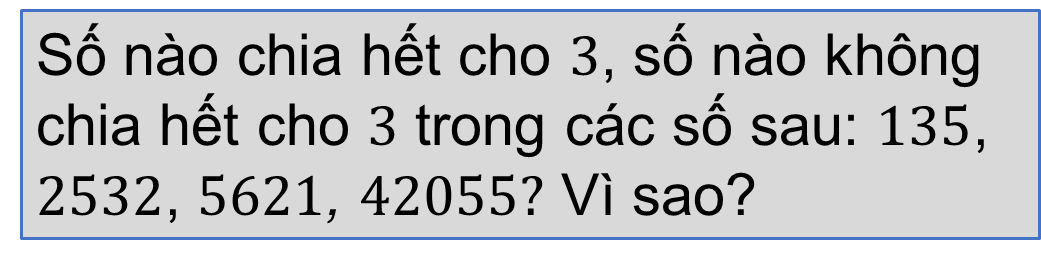 Số nào chia hết cho 3, số nào không
chia hết cho 3 trong các số sau: 135,
2532, 5621, 42055? Vì sao?